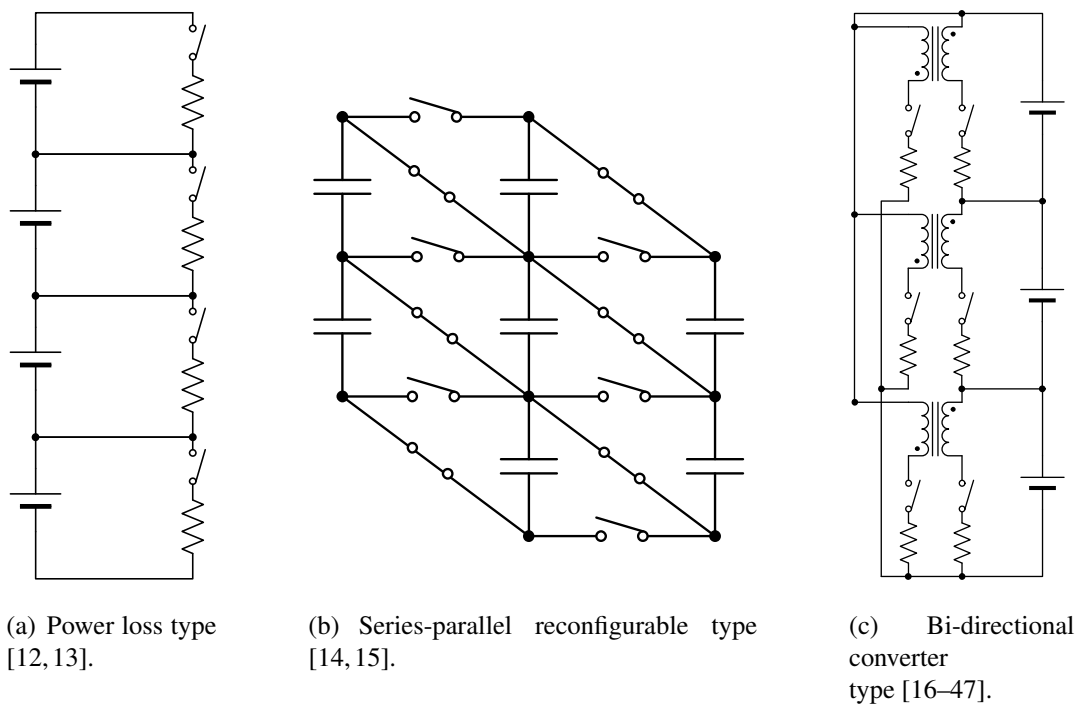 (a) Power loss type
[12, 13].
(b) Series-parallel reconfigurable type
[14, 15].
(c) Bi-directional
converter
type [16–47].